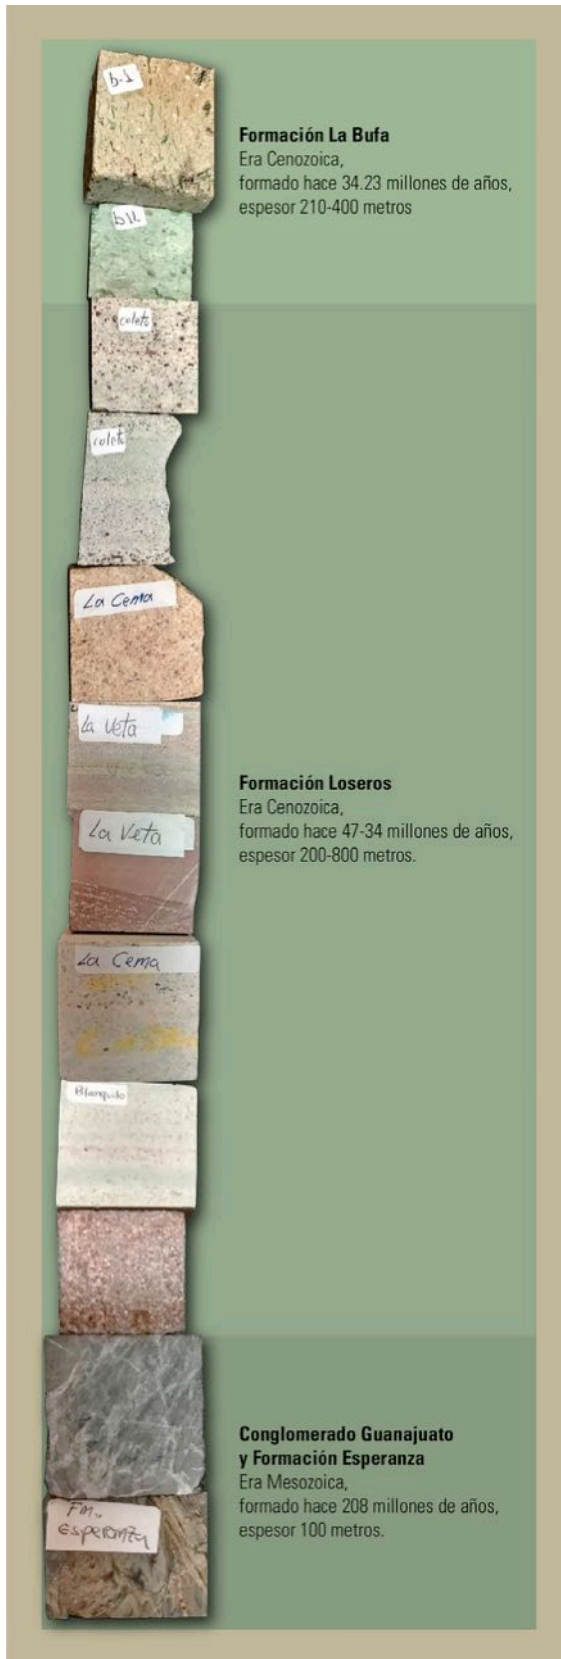 b-1
Formación La Bufa
Era Cenozoica,
formado hace 34.23 millones de años,
espesor 210-400 metros
coleto
coleto
La Cema
La Veta
La Veta
Formación Loseros
Era Cenozoica,
formado hace 47-34 millones de años,
espesor 200-800 metros.
La Cema
Blanquito
Conglomerado Guanajuato
y Formación Esperanza
Era Mesozoica,
formado hace 208 millones de años,
espesor 100 metros.
Fm.
Esperanza